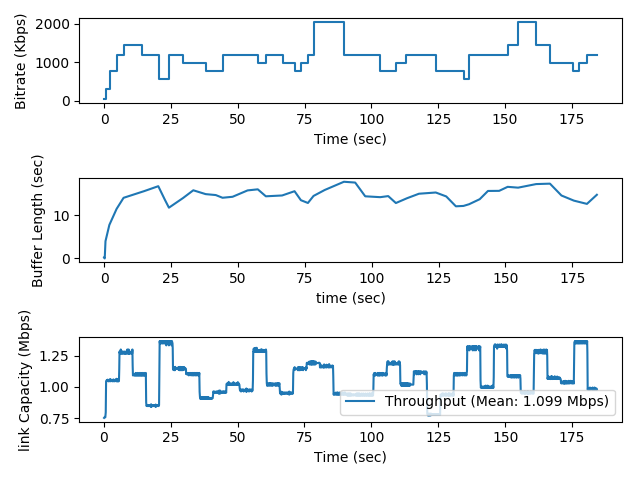 Bitrate (Kbps)
2000
1000
0
0 25 50 75 100 125 150 175
Time (sec)
Buffer Length (sec)
10
0
0 25 50 75 100 125 150 175
time (sec)
link Capacity (Mbps)
1.25
1.00
0.75
Throughput (Mean: 1.099 Mbps)
0 25 50 75 100 125 150 175
Time (sec)